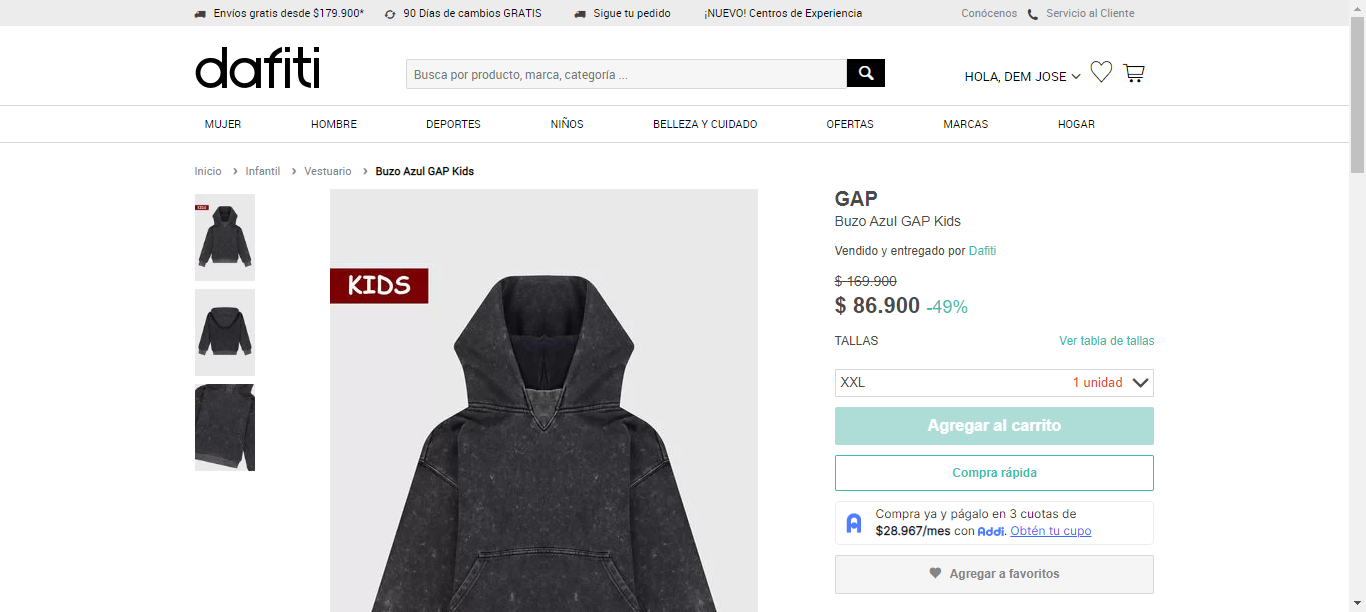 Envíos gratis desde $179.900*
90 Días de cambios GRATIS
Sigue tu pedido
¡NUEVO! Centros de Experiencia
Conócenos
Servicio al Cliente
dafiti
Busca por producto, marca, categoría ...
HOLA, DEM JOSE
MUJER
HOMBRE
DEPORTES
NIÑOS
BELLEZA Y CUIDADO
OFERTAS
MARCAS
HOGAR
Inicio > Infantil > Vestuario > Buzo Azul GAP Kids
KIDS
KIDS
GAP
Buzo Azul GAP Kids
Vendido y entregado por Dafiti
$ 169.900
$ 86.900 -49%
TALLAS
Ver tabla de tallas
XXL
1 unidad
Agregar al carrito
Compra rápida
Compra ya y págalo en 3 cuotas de
$28.967/mes con Addi. Obtén tu cupo
Agregar a favoritos